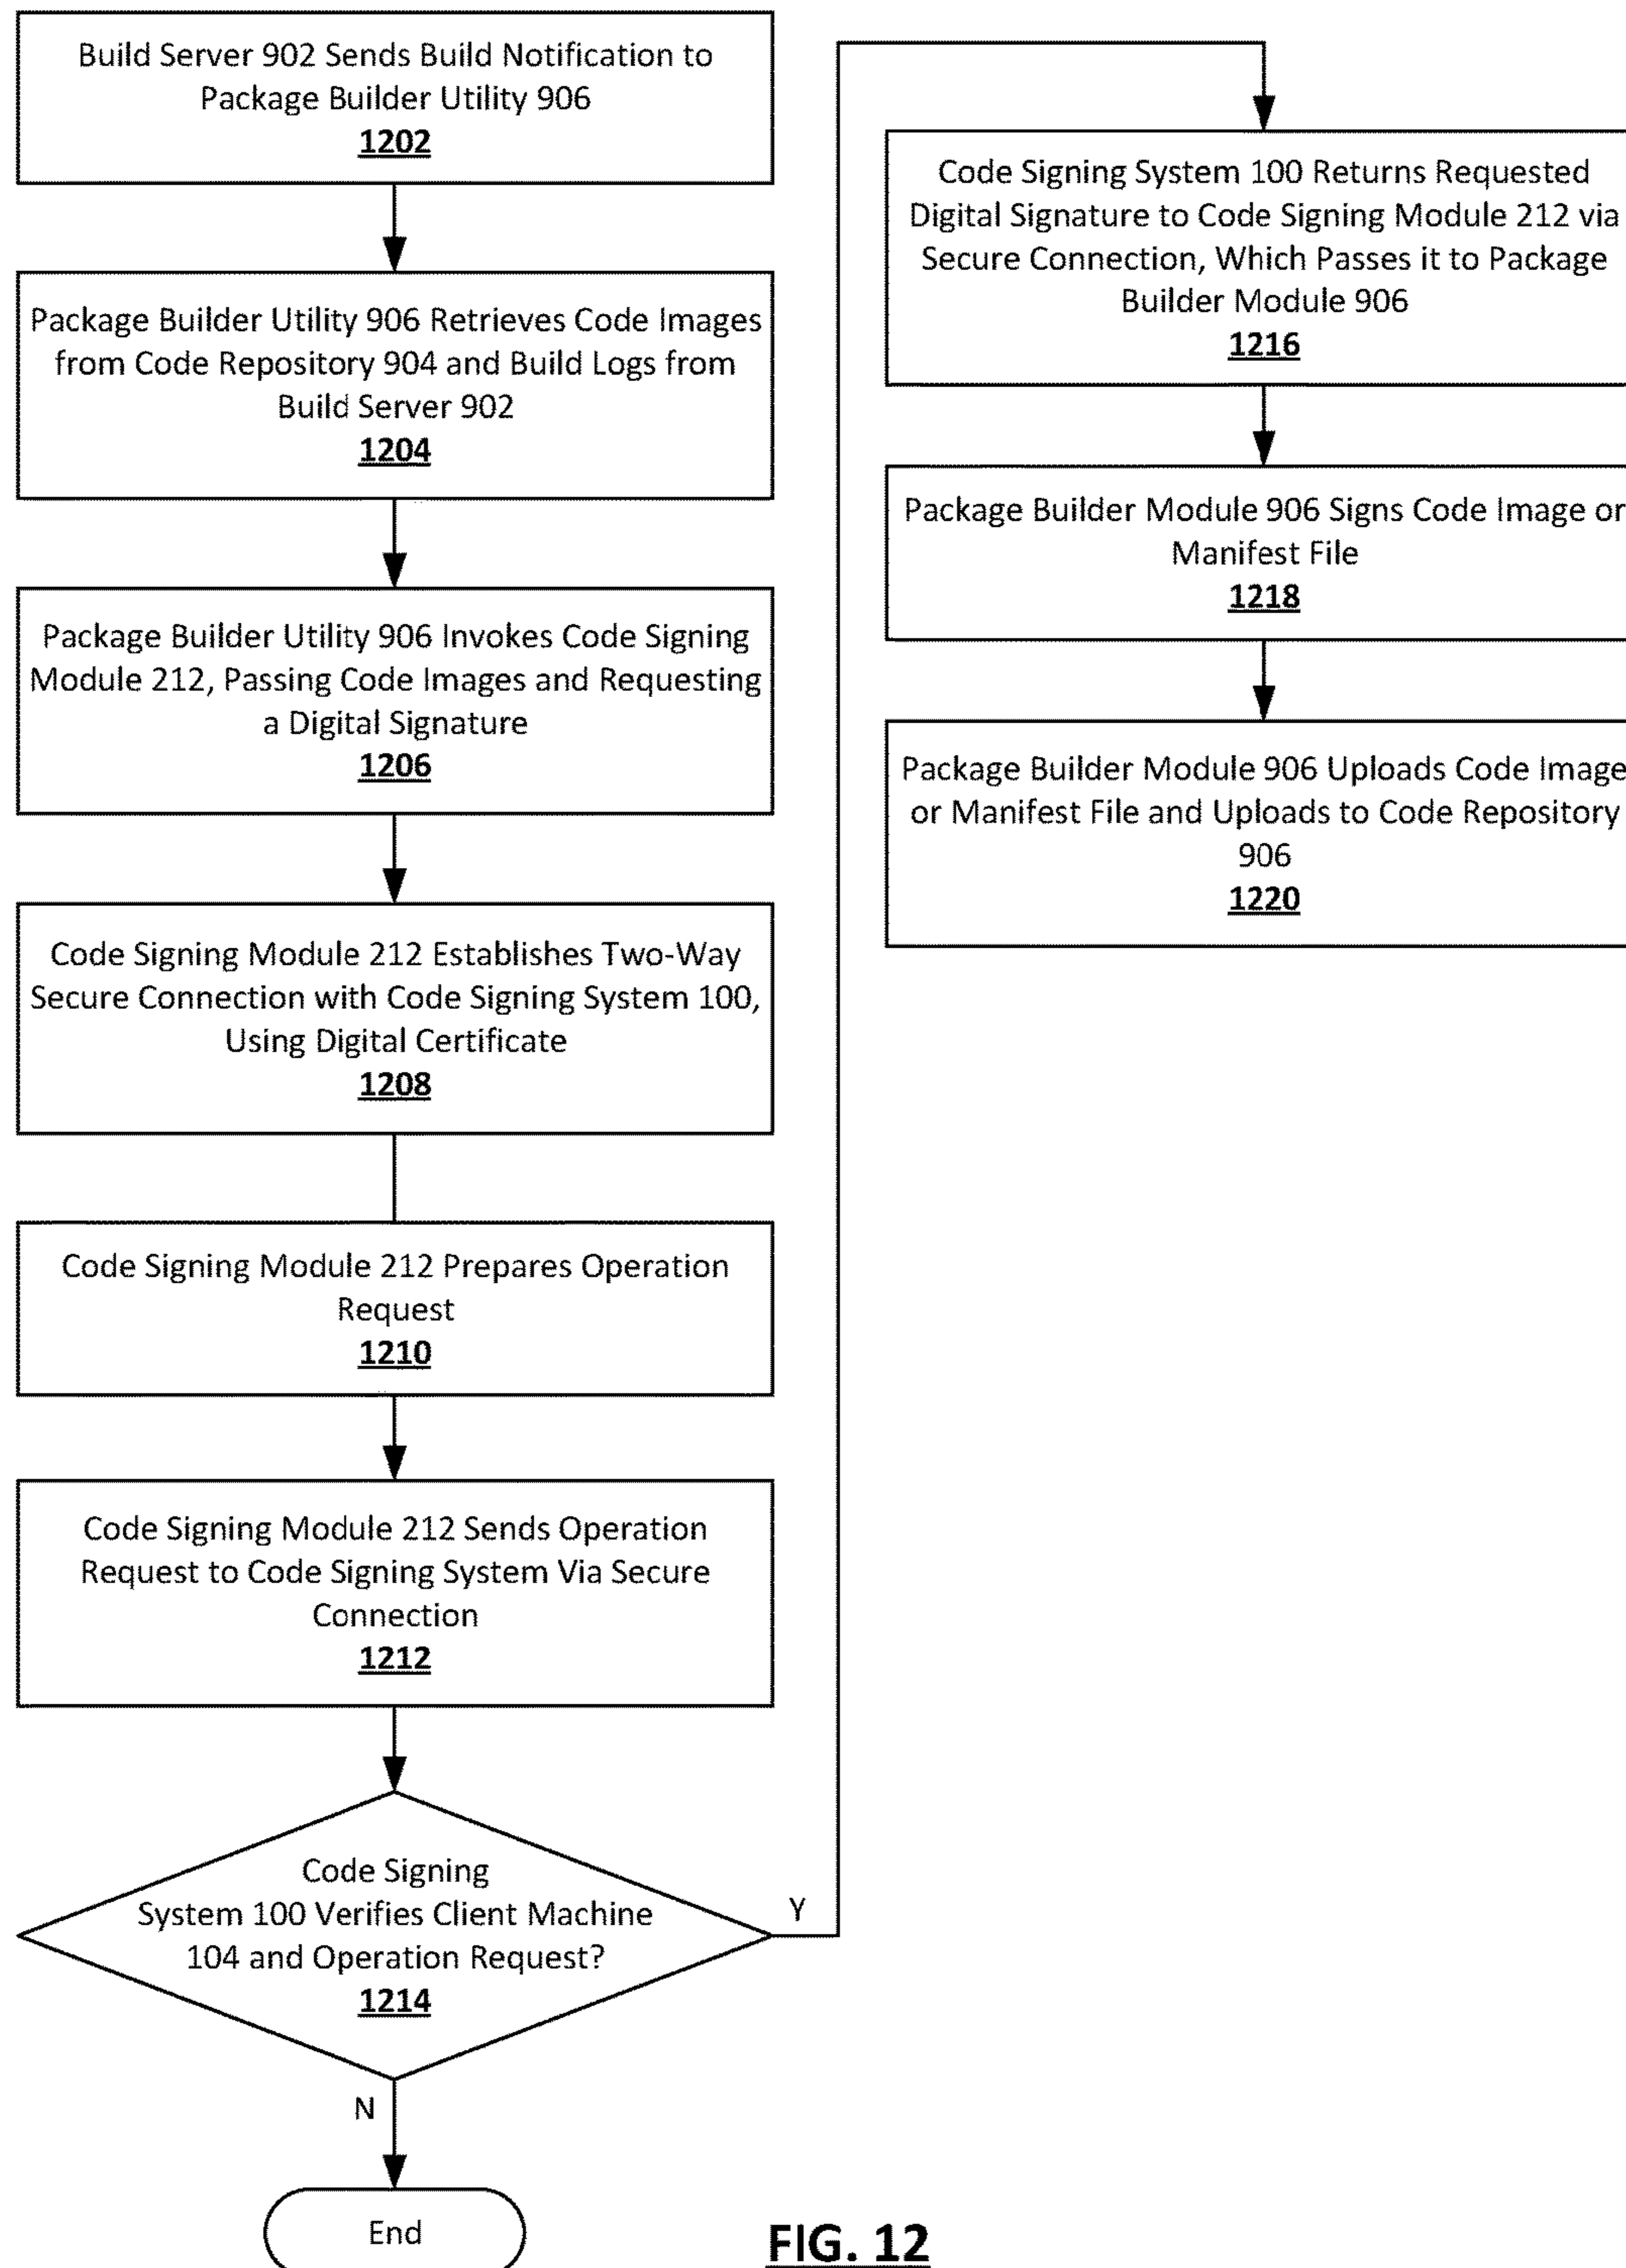 Build Server 902 Sends Build Notification to
Package Builder Utility 906
1202
Package Builder Utility 906 Retrieves Code Images
from Code Repository 904 and Build Logs from
Build Server 902
1204
Package Builder Utility 906 Invokes Code Signing
Module 212, Passing Code Images and Requesting
a Digital Signature
1206
Code Signing Module 212 Establishes Two-Way
Secure Connection with Code Signing System 100,
Using Digital Certificate
1208
Code Signing Module 212 Prepares Operation
Request
1210
Code Signing Module 212 Sends Operation
Request to Code Signing System Via Secure
Connection
1212
Code Signing
System 100 Verifies Client Machine
104 and Operation Request?
1214
Y
N
End
Code Signing System 100 Returns Requested
Digital Signature to Code Signing Module 212 via
Secure Connection, Which Passes it to Package
Builder Module 906
1216
Package Builder Module 906 Signs Code Image or
Manifest File
1218
Package Builder Module 906 Uploads Code Image
or Manifest File and Uploads to Code Repository
906
1220
FIG. 12